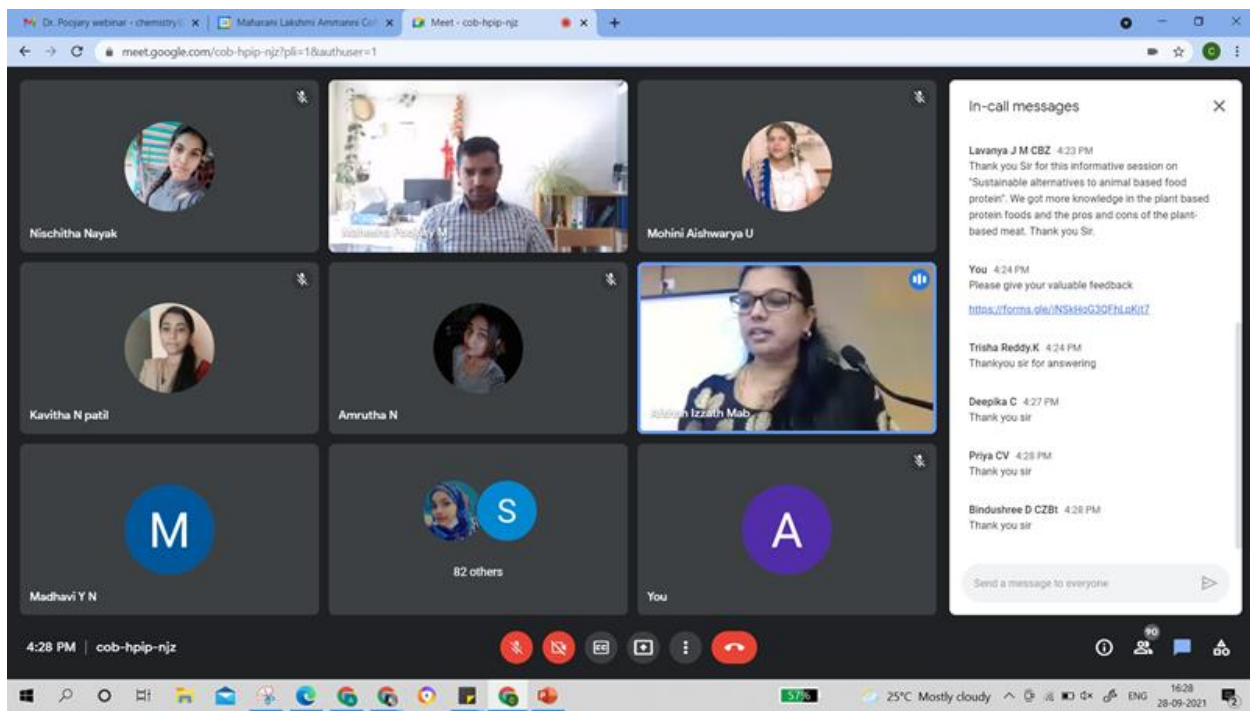 Dr. Poojary webinar - chemistry
Maharani Lakshmi Ammanni Col
Meet - cob-hpip-njz
meet.google.com/cob-hpip-njz?pli=1&authuser=1
C
Nischitha Nayak
Poojary M
Mohini Aishwarya U
Kavitha N patil
Amrutha N
Izzath Mab
M
Madhavi Y N
S
82 others
A
You
In-call messages
Lavanya J M CBZ 4:23 PM
Thank you Sir for this informative session on
"Sustainable alternatives to animal based food
protein". We got more knowledge in the plant based
protein foods and the pros and cons of the plant-
based meat. Thank you Sir.
You 4:24 PM
Please give your valuable feedback
Trisha Reddy.K 4:24 PM
Thankyou sir for answering
Deepika C 4:27 PM
Thank you sir
Priya CV 4:28 PM
Thank you sir
Bindushree D CZBt 4:28 PM
Thank you sir
Send a message to everyone
4:28 PM | cob-hpip-njz
90
57%
25°C Mostly cloudy
ENG
1628
28-09-2021
2